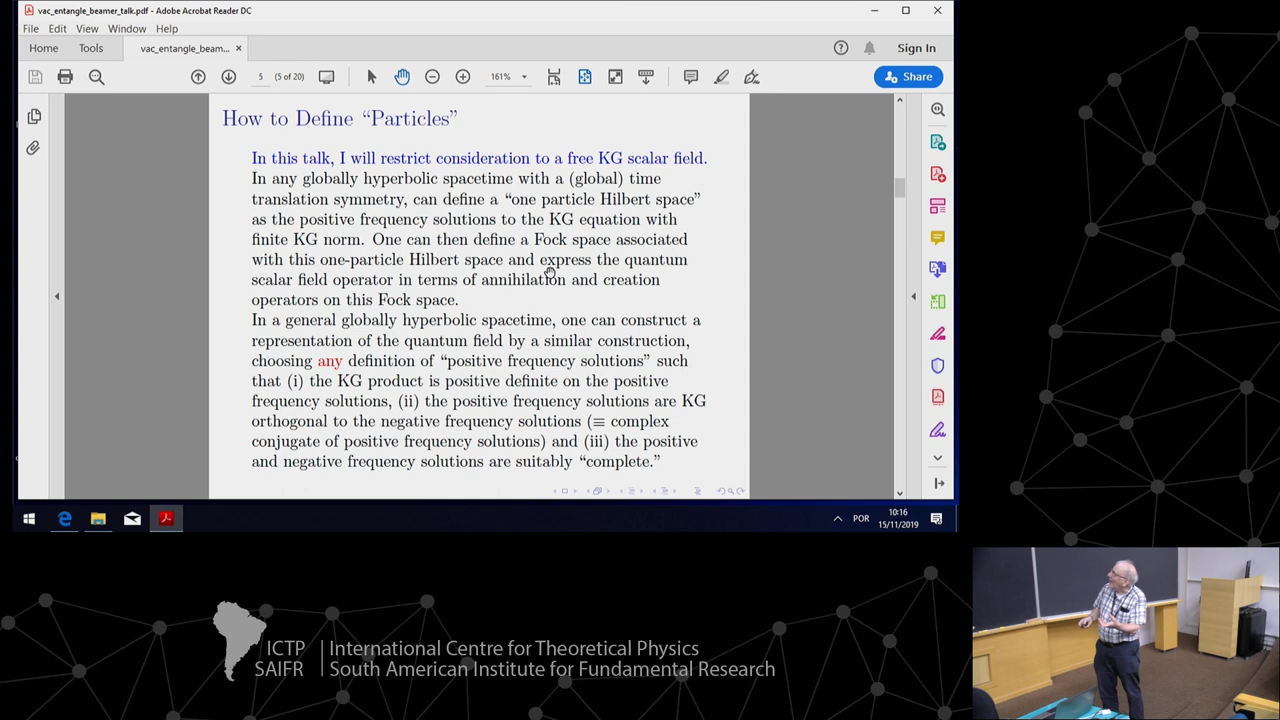 vac_entangle_beamer_talk.pdf - Adobe Acrobat Reader DC
File Edit View Window Help
Home Tools vac_entangle_beam... × Sign In
5 (5 of 20) 161% Share
How to Define “Particles”
In this talk, I will restrict consideration to a free KG scalar field.
In any globally hyperbolic spacetime with a (global) time
translation symmetry, can define a “one particle Hilbert space”
as the positive frequency solutions to the KG equation with
finite KG norm. One can then define a Fock space associated
with this one-particle Hilbert space and express the quantum
scalar field operator in terms of annihilation and creation
operators on this Fock space.
In a general globally hyperbolic spacetime, one can construct a
representation of the quantum field by a similar construction,
choosing any definition of “positive frequency solutions” such
that (i) the KG product is positive definite on the positive
frequency solutions, (ii) the positive frequency solutions are KG
orthogonal to the negative frequency solutions (≡ complex
conjugate of positive frequency solutions) and (iii) the positive
and negative frequency solutions are suitably “complete.”
POR
10:16
15/11/2019
ICTP International Centre for Theoretical Physics
SAIFR South American Institute for Fundamental Research